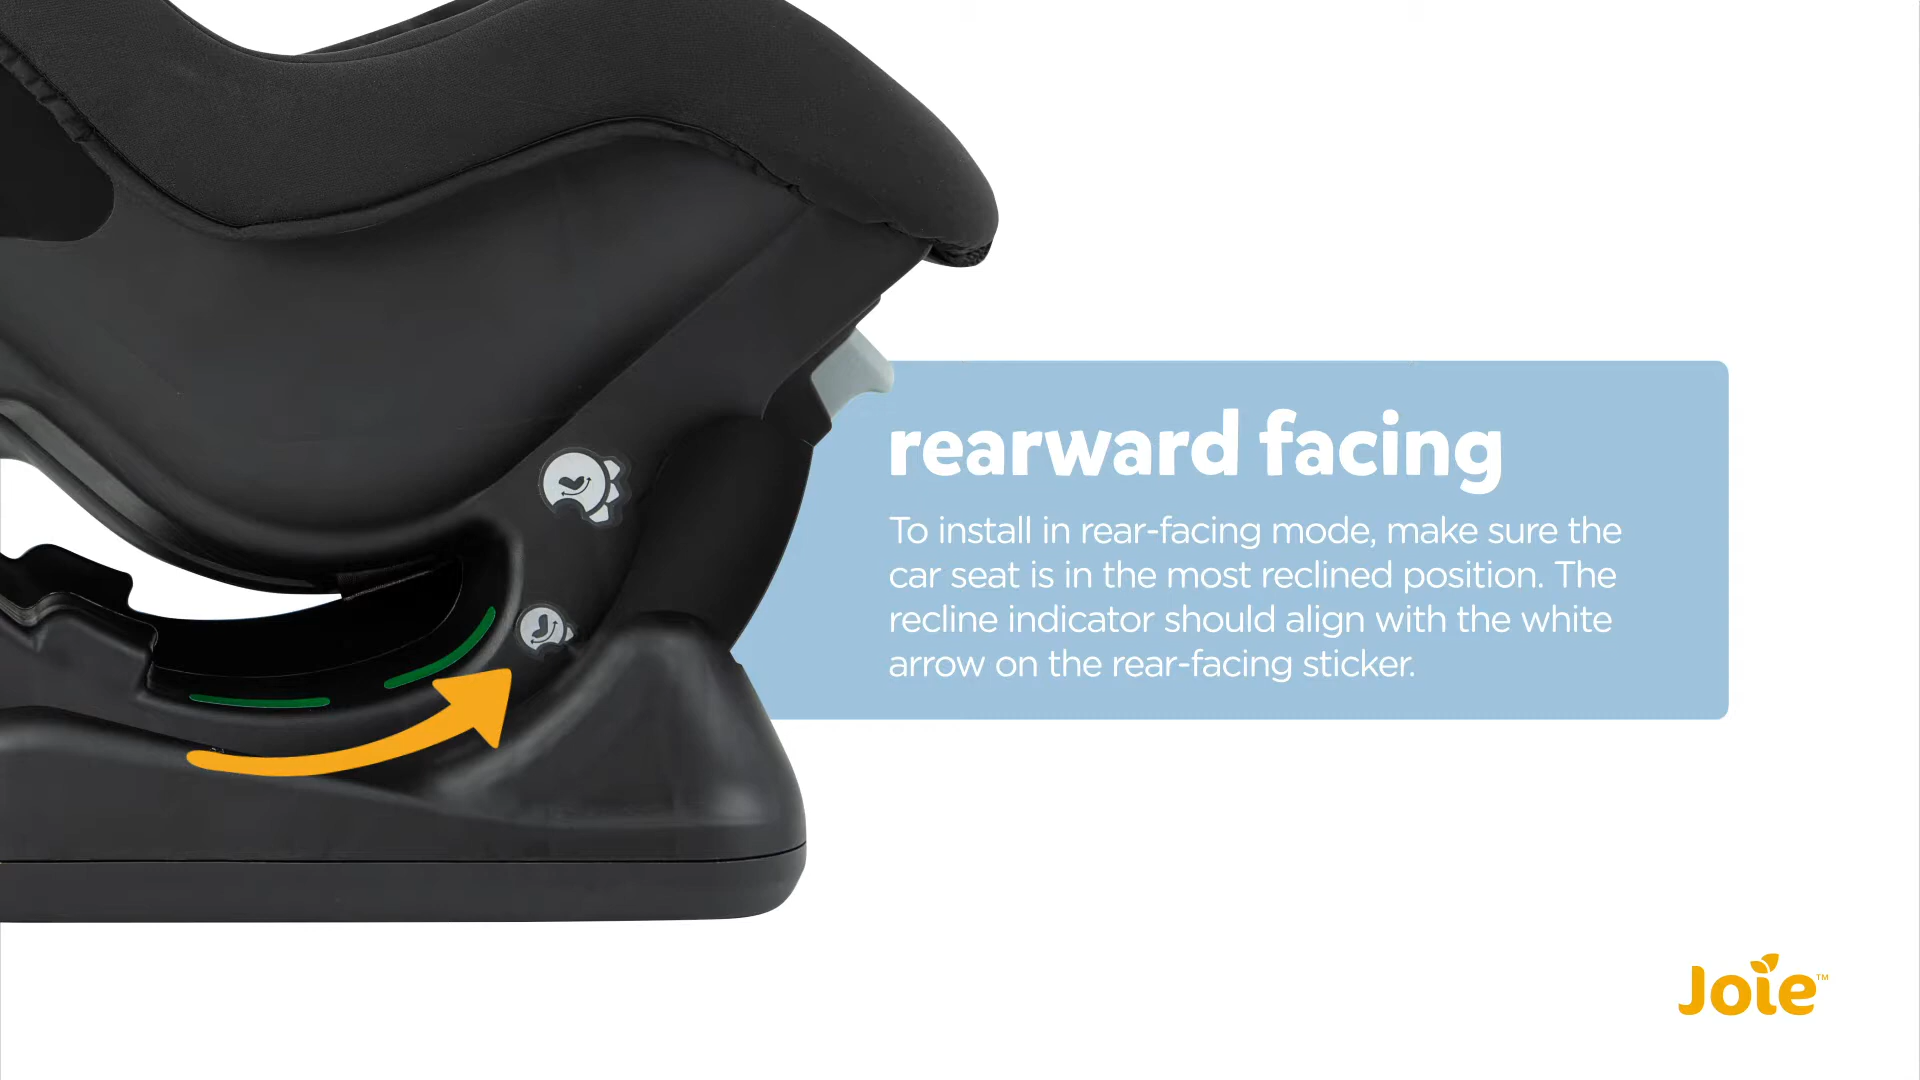 rearward facing
To install in rear-facing mode, make sure the
car seat is in the most reclined position. The
recline indicator should align with the white
arrow on the rear-facing sticker.
Joie™